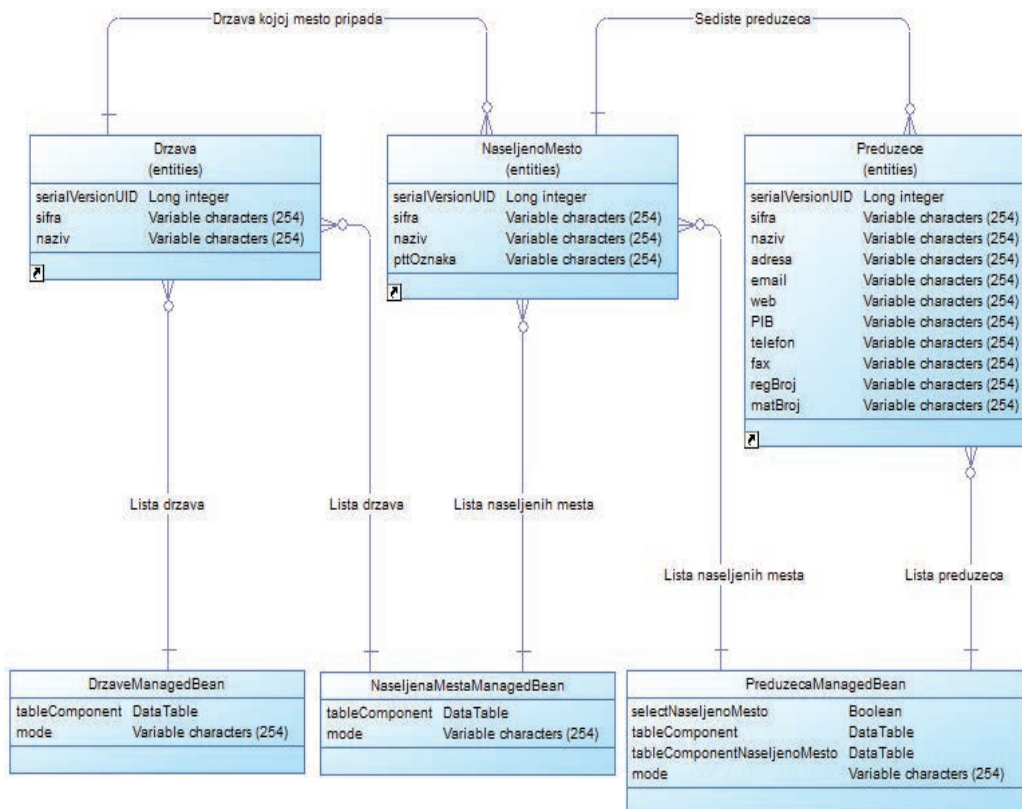 Drzava kojoj mesto pripada
Sediste preduzeca
Drzava
(entities)
serialVersionUID Long integer
sifra Variable characters (254)
naziv Variable characters (254)
NaseljenoMesto
(entities)
serialVersionUID Long integer
sifra Variable characters (254)
naziv Variable characters (254)
pttOznaka Variable characters (254)
Preduzece
(entities)
serialVersionUID Long integer
sifra Variable characters (254)
naziv Variable characters (254)
adresa Variable characters (254)
email Variable characters (254)
web Variable characters (254)
PIB Variable characters (254)
telefon Variable characters (254)
fax Variable characters (254)
regBroj Variable characters (254)
matBroj Variable characters (254)
Lista drzava
Lista drzava
Lista naseljenih mesta
Lista naseljenih mesta
Lista preduzeca
DrzaveManagedBean
tableComponent DataTable
mode Variable characters (254)
NaseljenaMestaManagedBean
tableComponent DataTable
mode Variable characters (254)
PreduzecaManagedBean
selectNaseljenoMesto Boolean
tableComponent DataTable
tableComponentNaseljenoMesto DataTable
mode Variable characters (254)